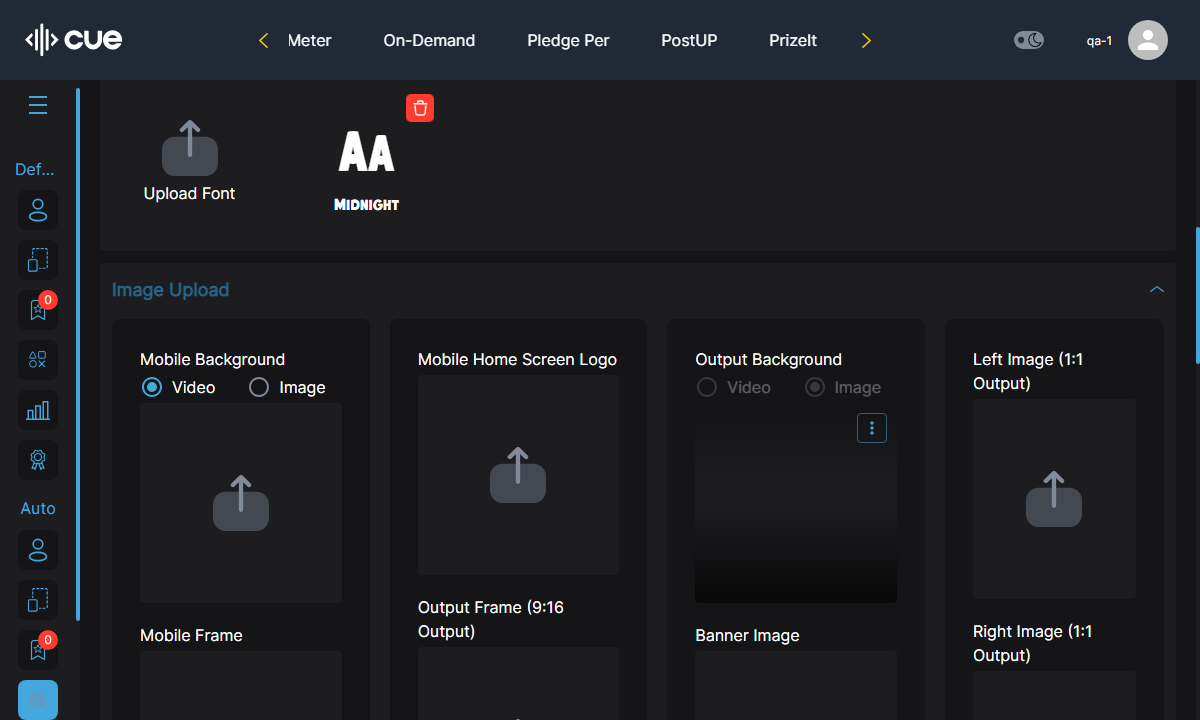 cue
Meter
On-Demand
Pledge Per
PostUP
PrizeIt
qa-1
Def...
0
Auto
0
Upload Font
AA
Midnight
Image Upload
Mobile Background
Video
Image
Mobile Home Screen Logo
Output Background
Video
Image
Left Image (1:1
Output)
Output Frame (9:16
Output)
Mobile Frame
Banner Image
Right Image (1:1
Output)